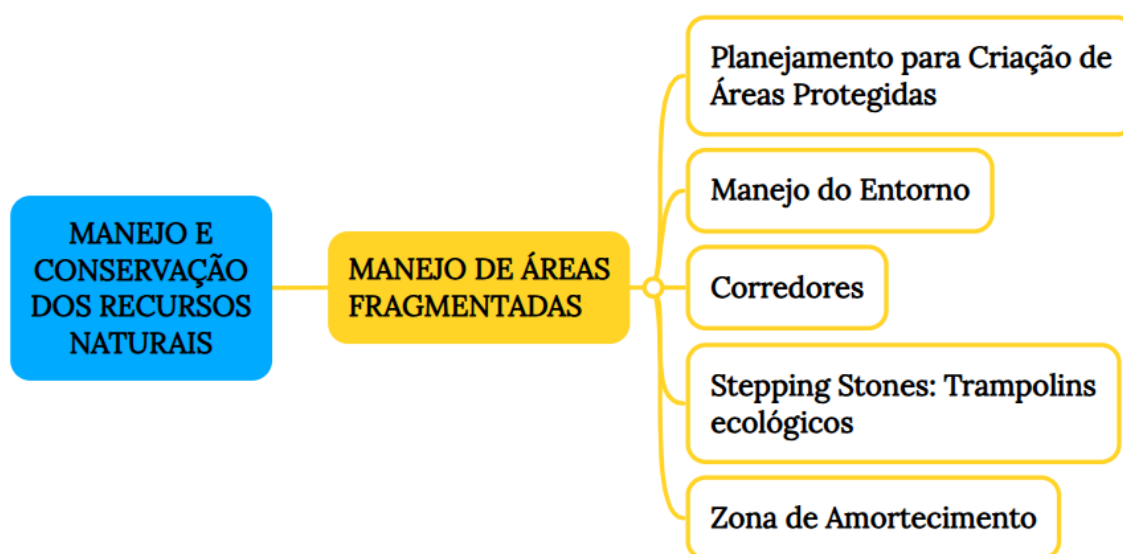 MANEJO E
CONSERVAÇÃO
DOS RECURSOS
NATURAIS
MANEJO DE ÁREAS
FRAGMENTADAS
Planejamento para Criação de
Áreas Protegidas
Manejo do Entorno
Corredores
Stepping Stones: Trampolins
ecológicos
Zona de Amortecimento